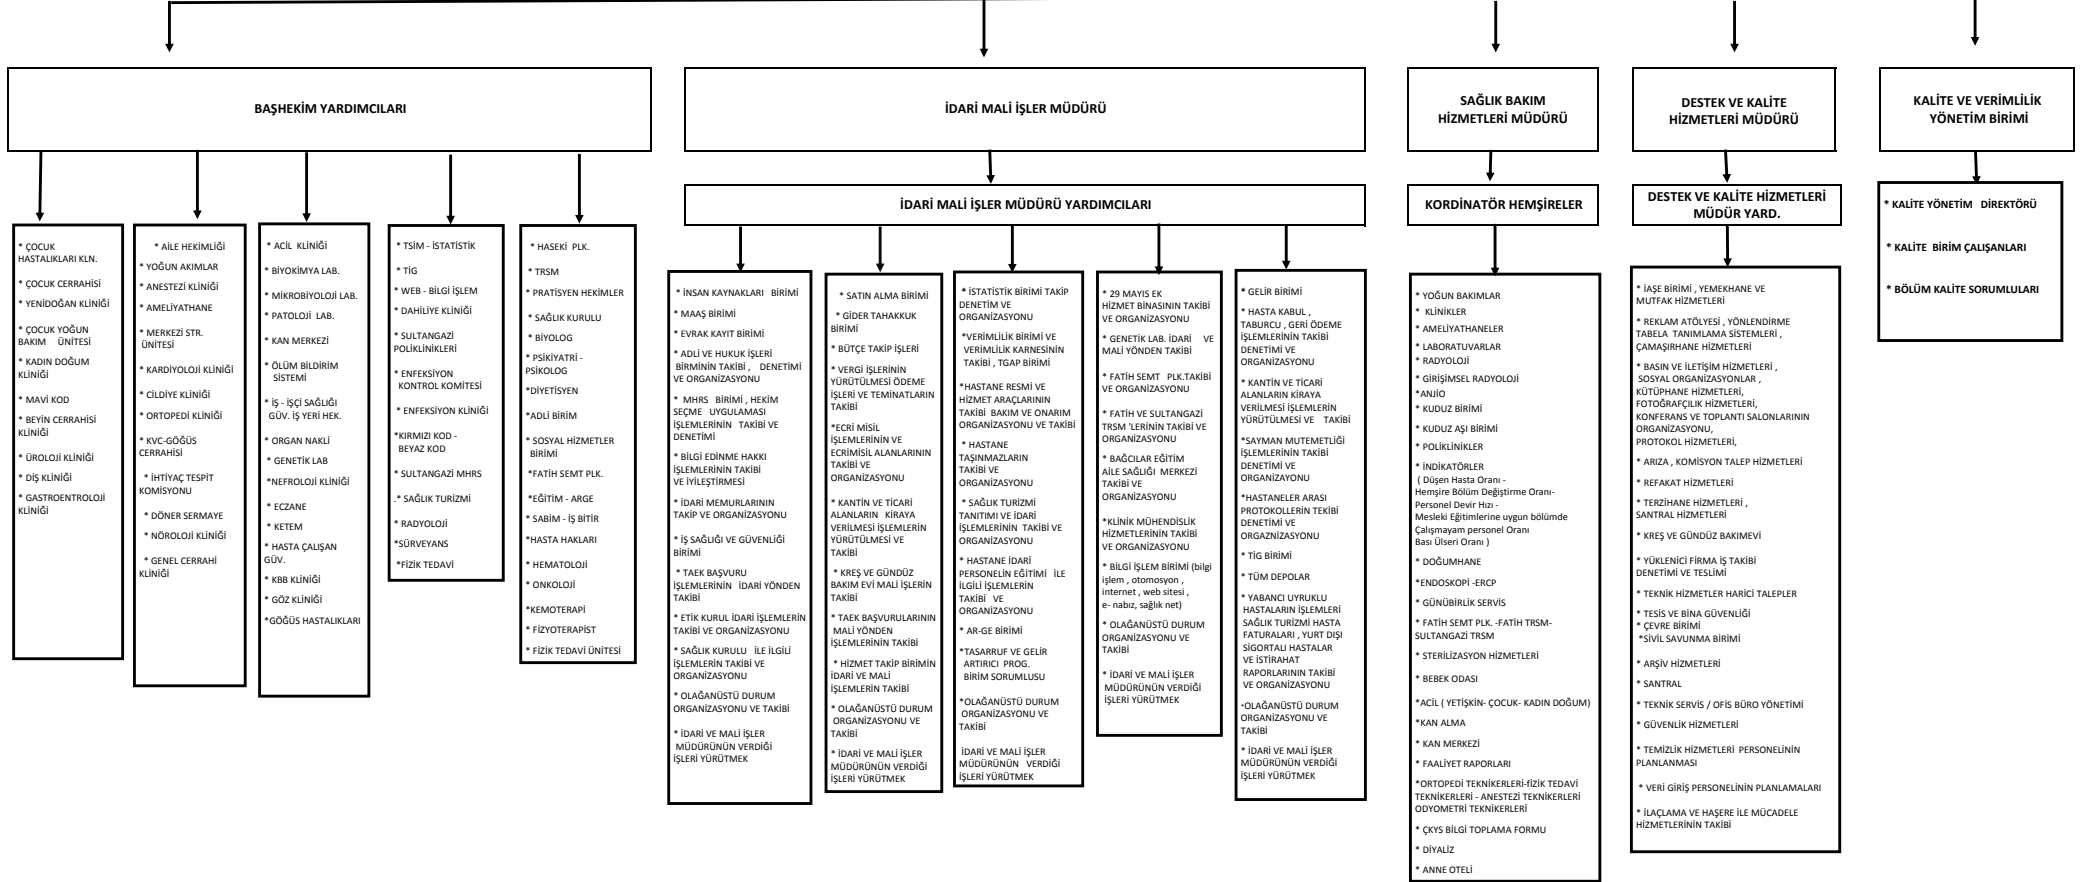 BAŞHEKİM YARDIMCILARI
İDARİ MALİ İŞLER MÜDÜRÜ
SAĞLIK BAKIM
HİZMETLERİ MÜDÜRÜ
DESTEK VE KALİTE
HİZMETLERİ MÜDÜRÜ
KALİTE VE VERİMLİLİK
YÖNETİM BİRİMİ
İDARİ MALİ İŞLER MÜDÜRÜ YARDIMCILARI
KORDİNATÖR HEMŞİRELER
DESTEK VE KALİTE HİZMETLERİ
MÜDÜR YARD.
* ÇOCUK
HASTALIKLARI KLN.
* ÇOCUK CERRAHİSİ
* YENİDOĞAN KLİNİĞİ
* ÇOCUK YOĞUN
BAKIM ÜNİTESİ
* KADIN DOĞUM
KLİNİĞİ
* MAVİ KOD
* BEYİN CERRAHİSİ
KLİNİĞİ
* ÜROLOJİ KLİNİĞİ
* DİŞ KLİNİĞİ
* GASTROENTROLOJİ
KLİNİĞİ
* AİLE HEKİMLİĞİ
* YOĞUN AKIMLAR
* ANESTEZİ KLİNİĞİ
* AMELİYATHANE
* MERKEZİ STR.
ÜNİTESİ
* KARDİYOLOJİ KLİNİĞİ
* CİLDİYE KLİNİĞİ
* ORTOPEDİ KLİNİĞİ
* KVC-GÖĞÜS
CERRAHİSİ
* İHTİYAÇ TESPİT
KOMİSYONU
* DÖNER SERMAYE
* NÖROLOJİ KLİNİĞİ
* GENEL CERRAHİ
KLİNİĞİ
* ACİL KLİNİĞİ
* BİYOKİMYA LAB.
* MİKROBİYOLOJİ LAB.
* PATOLOJİ LAB.
* KAN MERKEZİ
* ÖLÜM BİLDİRİM
SİSTEMİ
* İŞ - İŞÇİ SAĞLIĞI
GÜV. İŞ YERİ HEK.
* ORGAN NAKLİ
* GENETİK LAB
*NEFROLOJİ KLİNİĞİ
* ECZANE
* KETEM
* HASTA ÇALIŞAN
GÜV.
* KBB KLİNİĞİ
* GÖZ KLİNİĞİ
*GÖĞÜS HASTALIKLARI
* TSİM - İSTATİSTİK
* TİG
* WEB - BİLGİ İŞLEM
* DAHİLİYE KLİNİĞİ
* SULTANGAZİ
POLİKLİNİKLERİ
* ENFEKSİYON
KONTROL KOMİTESİ
* ENFEKSİYON KLİNİĞİ
*KIRMIZI KOD -
BEYAZ KOD
* SULTANGAZİ MHRS
.* SAĞLIK TURİZMİ
* RADYOLOJİ
*SÜRVEYANS
*FİZİK TEDAVİ
* HASEKİ PLK.
* TRSM
* PRATİSYEN HEKİMLER
* SAĞLIK KURULU
* BİYOLOG
* PSİKİYATRİ -
PSİKOLOG
*DİYETİSYEN
*ADLİ BİRİM
* SOSYAL HİZMETLER
BİRİMİ
*FATİH SEMT PLK.
*EĞİTİM - ARGE
* SABİM - İŞ BİTİR
*HASTA HAKLARI
* HEMATOLOJİ
* ONKOLOJİ
*KEMOTERAPİ
* FİZYOTERAPİST
* FİZİK TEDAVİ ÜNİTESİ
* İNSAN KAYNAKLARI BİRİMİ
* MAAŞ BİRİMİ
* EVRAK KAYIT BİRİMİ
* ADLİ VE HUKUK İŞLERİ
BİRMİNİN TAKİBİ , DENETİMİ
VE ORGANİZASYONU
* MHRS BİRİMİ , HEKİM
SEÇME UYGULAMASI
İŞLEMLERİNİN TAKİBİ VE
DENETİMİ
* BİLGİ EDİNME HAKKI
İŞLEMLERİNİN TAKİBİ
VE İYİLEŞTİRMESİ
* İDARİ MEMURLARININ
TAKİP VE ORGANİZASYONU
* İŞ SAĞLIĞI VE GÜVENLİĞİ
BİRİMİ
* TAEK BAŞVURU
İŞLEMLERİNİN İDARİ YÖNDEN
TAKİBİ
* ETİK KURUL İDARİ İŞLEMLERİN
TAKİBİ VE ORGANİZASYONU
* SAĞLIK KURULU İLE İLGİLİ
İŞLEMLERİN TAKİBİ VE
ORGANİZASYONU
* OLAĞANÜSTÜ DURUM
ORGANİZASYONU VE TAKİBİ
* İDARİ VE MALİ İŞLER
MÜDÜRÜNÜN VERDİĞİ
İŞLERİ YÜRÜTMEK
* SATIN ALMA BİRİMİ
* GİDER TAHAKKUK
BİRİMİ
* BÜTÇE TAKİP İŞLERİ
* VERGİ İŞLERİNİN
YÜRÜTÜLMESİ ÖDEME
İŞLERİ VE TEMİNATLARIN
TAKİBİ
*ECRİ MİSİL
İŞLEMLERİNİN VE
ECRİMİSİL ALANLARININ
TAKİBİ VE
ORGANİZASYONU
* KANTİN VE TİCARİ
ALANLARIN KİRAYA
VERİLMESİ İŞLEMLERİN
YÜRÜTÜLMESİ VE
TAKİBİ
* KREŞ VE GÜNDÜZ
BAKIM EVİ MALİ İŞLERİN
TAKİBİ
* TAEK BAŞVURULARININ
MALİ YÖNDEN
İŞLEMLERİNİN TAKİBİ
* HİZMET TAKİP BİRİMİN
İDARİ VE MALİ
İŞLEMLERİN TAKİBİ
* OLAĞANÜSTÜ DURUM
ORGANİZASYONU VE
TAKİBİ
* İDARİ VE MALİ İŞLER
MÜDÜRÜNÜN VERDİĞİ
İŞLERİ YÜRÜTMEK
* İSTATİSTİK BİRİMİ TAKİP
DENETİM VE
ORGANİZASYONU
*VERİMLİLİK BİRİMİ VE
VERİMLİLİK KARNESİNİN
TAKİBİ , TGAP BİRİMİ
*HASTANE RESMİ VE
HİZMET ARAÇLARININ
TAKİBİ BAKIM VE ONARIM
ORGANİZASYONU VE TAKİBİ
* HASTANE
TAŞINMAZLARIN
TAKİBİ VE
ORGANİZASYONU
* SAĞLIK TURİZMİ
TANITIMI VE İDARİ
İŞLEMLERİNİN TAKİBİ VE
ORGANİZASYONU
* HASTANE İDARİ
PERSONELİN EĞİTİMİ İLE
İLGİLİ İŞLEMLERİN
TAKİBİ VE
ORGANİZASYONU
* AR-GE BİRİMİ
*TASARRUF VE GELİR
ARTIRICI PROG.
BİRİM SORUMLUSU
*OLAĞANÜSTÜ DURUM
ORGANİZASYONU VE
TAKİBİ
İDARİ VE MALİ İŞLER
MÜDÜRÜNÜN VERDİĞİ
İŞLERİ YÜRÜTMEK
* 29 MAYIS EK
HİZMET BİNASININ TAKİBİ
VE ORGANİZASYONU
* GENETİK LAB. İDARİ VE
MALİ YÖNDEN TAKİBİ
* FATİH SEMT PLK.TAKİBİ
VE ORGANİZASYONU
* FATİH VE SULTANGAZİ
TRSM 'LERİNİN TAKİBİ VE
ORGANİZASYONU
* BAĞCILAR EĞİTİM
AİLE SAĞLIĞI MERKEZİ
TAKİBİ VE
ORGANİZASYONU
*KLİNİK MÜHENDİSLİK
HİZMETLERİNİN TAKİBİ
VE ORGANİZASYONU
* BİLGİ İŞLEM BİRİMİ (bilgi
işlem , otomosyon ,
internet , web sitesi ,
e- nabız, sağlık net)
* OLAĞANÜSTÜ DURUM
ORGANİZASYONU VE
TAKİBİ
* İDARİ VE MALİ İŞLER
MÜDÜRÜNÜN VERDİĞİ
İŞLERİ YÜRÜTMEK
* GELİR BİRİMİ
* HASTA KABUL ,
TABURCU , GERİ ÖDEME
İŞLEMLERİNİN TAKİBİ
DENETİMİ VE
ORGANİZASYONU
* KANTİN VE TİCARİ
ALANLARIN KİRAYA
VERİLMESİ İŞLEMLERİN
YÜRÜTÜLMESİ VE TAKİBİ
*SAYMAN MUTEMETLİĞİ
İŞLEMLERİNİN TAKİBİ
DENETİMİ VE
ORGANİZAYONU
*HASTANELER ARASI
PROTOKOLLERİN TEKİBİ
DENETİMİ VE
ORGAZNİZASYONU
* TİG BİRİMİ
* TÜM DEPOLAR
* YABANCI UYRUKLU
HASTALARIN İŞLEMLERİ
SAĞLIK TURİZMİ HASTA
FATURALARI , YURT DIŞI
SİGORTALI HASTALAR
VE İSTİRAHAT
RAPORLARININ TAKİBİ
VE ORGANİZASYONU
*OLAĞANÜSTÜ DURUM
ORGANİZASYONU VE
TAKİBİ
* İDARİ VE MALİ İŞLER
MÜDÜRÜNÜN VERDİĞİ
İŞLERİ YÜRÜTMEK
* YOĞUN BAKIMLAR
* KLİNİKLER
* AMELİYATHANELER
* LABORATUVARLAR
* RADYOLOJİ
* GİRİŞİMSEL RADYOLOJİ
*ANJİO
* KUDUZ BİRİMİ
* KUDUZ AŞI BİRİMİ
* POLİKLİNİKLER
* İNDİKATÖRLER
( Düşen Hasta Oranı -
Hemşire Bölüm Değiştirme Oranı-
Personel Devir Hızı -
Mesleki Eğitimlerine uygun bölümde
Çalışmayam personel Oranı
Bası Ülseri Oranı )
* DOĞUMHANE
*ENDOSKOPİ -ERCP
* GÜNÜBİRLİK SERVİS
* FATİH SEMT PLK. -FATİH TRSM-
SULTANGAZİ TRSM
* STERİLİZASYON HİZMETLERİ
* BEBEK ODASI
*ACİL ( YETİŞKİN- ÇOCUK- KADIN DOĞUM)
*KAN ALMA
* KAN MERKEZİ
* FAALİYET RAPORLARI
*ORTOPEDİ TEKNİKERLERİ-fİZİK TEDAVİ
TEKNİKERLERİ - ANESTEZİ TEKNİKERLERİ
ODYOMETRİ TEKNİKERLERİ
* ÇKYS BİLGİ TOPLAMA FORMU
* DİYALİZ
* ANNE OTELİ
* İAŞE BİRİMİ , YEMEKHANE VE
MUTFAK HİZMETLERİ
* REKLAM ATÖLYESİ , YÖNLENDİRME
TABELA TANIMLAMA SİSTEMLERİ ,
ÇAMAŞIRHANE HİZMETLERİ
* BASIN VE İLETİŞİM HİZMETLERİ ,
SOSYAL ORGANİZASYONLAR ,
KÜTÜPHANE HİZMETLERİ,
FOTOĞRAFÇILIK HİZMETLERİ,
KONFERANS VE TOPLANTI SALONLARININ
ORGANİZASYONU,
PROTOKOL HİZMETLERİ,
* ARIZA , KOMİSYON TALEP HİZMETLERİ
* REFAKAT HİZMETLERİ
* TERZİHANE HİZMETLERİ ,
SANTRAL HİZMETLERİ
* KREŞ VE GÜNDÜZ BAKIMEVİ
* YÜKLENİCİ FİRMA İŞ TAKİBİ
DENETİMİ VE TESLİMİ
* TEKNİK HİZMETLER HARİCİ TALEPLER
* TESİS VE BİNA GÜVENLİĞİ
* ÇEVRE BİRİMİ
*SİVİL SAVUNMA BİRİMİ
* ARŞİV HİZMETLERİ
* SANTRAL
* TEKNİK SERVİS / OFİS BÜRO YÖNETİMİ
* GÜVENLİK HİZMETLERİ
* TEMİZLİK HİZMETLERİ PERSONELİNİN
PLANLANMASI
* VERİ GİRİŞ PERSONELİNİN PLANLAMALARI
* İLAÇLAMA VE HAŞERE İLE MÜCADELE
HİZMETLERİNİN TAKİBİ
* KALİTE YÖNETİM DİREKTÖRÜ
* KALİTE BİRİM ÇALIŞANLARI
* BÖLÜM KALİTE SORUMLULARI